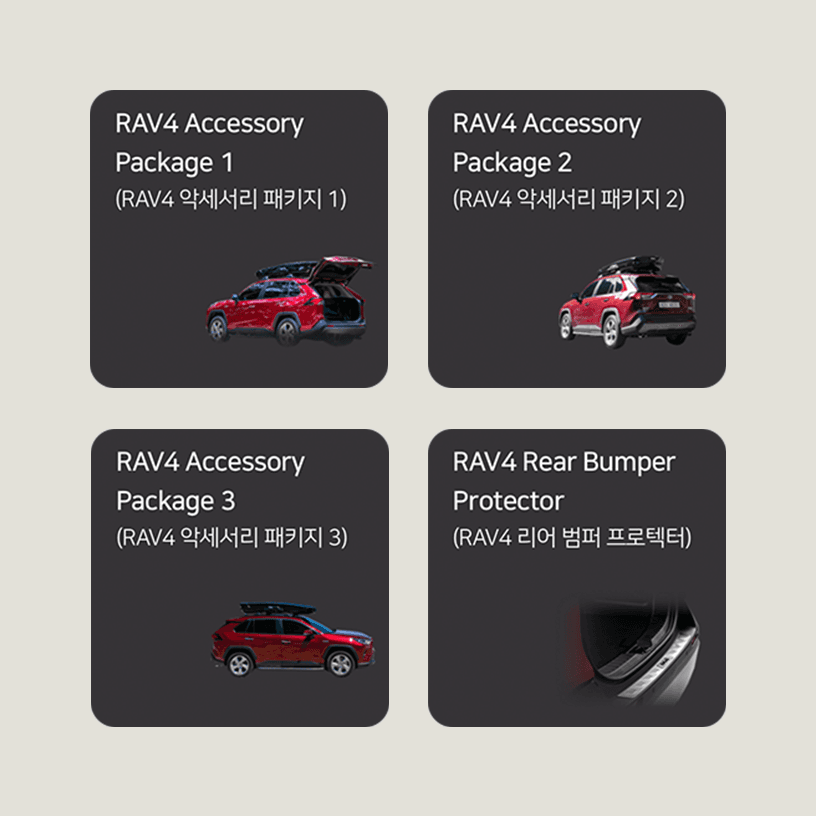 RAV4 Accessory
Package 1
(RAV4 악세서리 패키지 1)
RAV4 Accessory
Package 2
(RAV4 악세서리 패키지 2)
RAV4 Accessory
Package 3
(RAV4 악세서리 패키지 3)
RAV4 Rear Bumper
Protector
(RAV4 리어 범퍼 프로텍터)